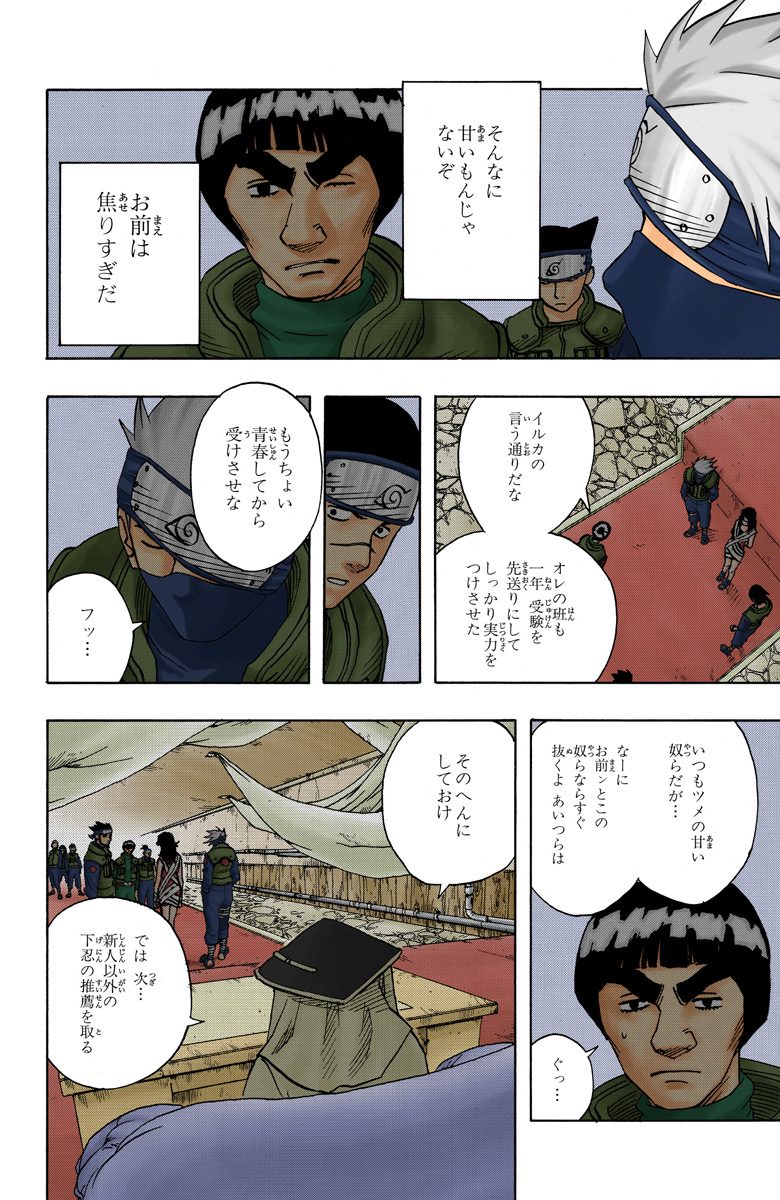 そんなに
甘いもんじゃ
ないぞ
お前は
焦りすぎだ
イルカの
言う通りだな
オレの班も
一年 受験を
先送りにして
しっかり実力を
つけさせた
もうちょい
青春してから
受けさせな
フッ…
いつもツメの甘い
奴らだが…
なーに
お前ンとこの
奴らならすぐ
抜くよ あいつらは
ぐっ…
そのへんに
しておけ
では 次…
新人以外の
下忍の推薦を取る